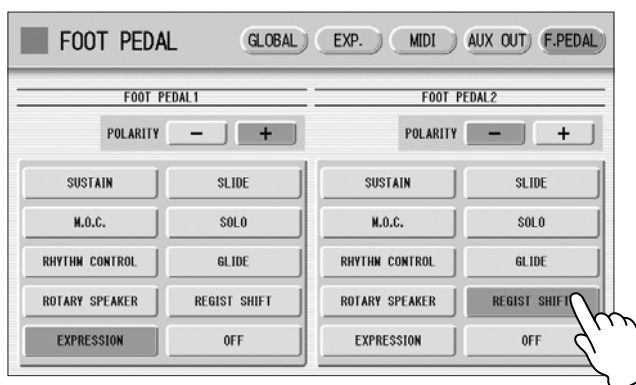 FOOT PEDAL GLOBAL EXP. MIDI AUX OUT F.PEDAL
FOOT PEDAL1 FOOT PEDAL2
POLARITY − + POLARITY − +
SUSTAIN SLIDE SUSTAIN SLIDE
M.O.C. SOLO M.O.C. SOLO
RHYTHM CONTROL GLIDE RHYTHM CONTROL GLIDE
ROTARY SPEAKER REGIST SHIFT ROTARY SPEAKER REGIST SHIFT
EXPRESSION OFF EXPRESSION OFF